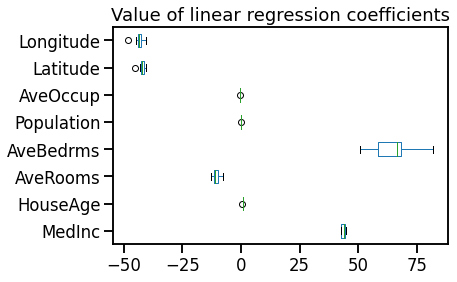 Value of linear regression coefficients
Longitude
Latitude
AveOccup
Population
AveBedrms
AveRooms
HouseAge
MedInc
−50 −25 0 25 50 75